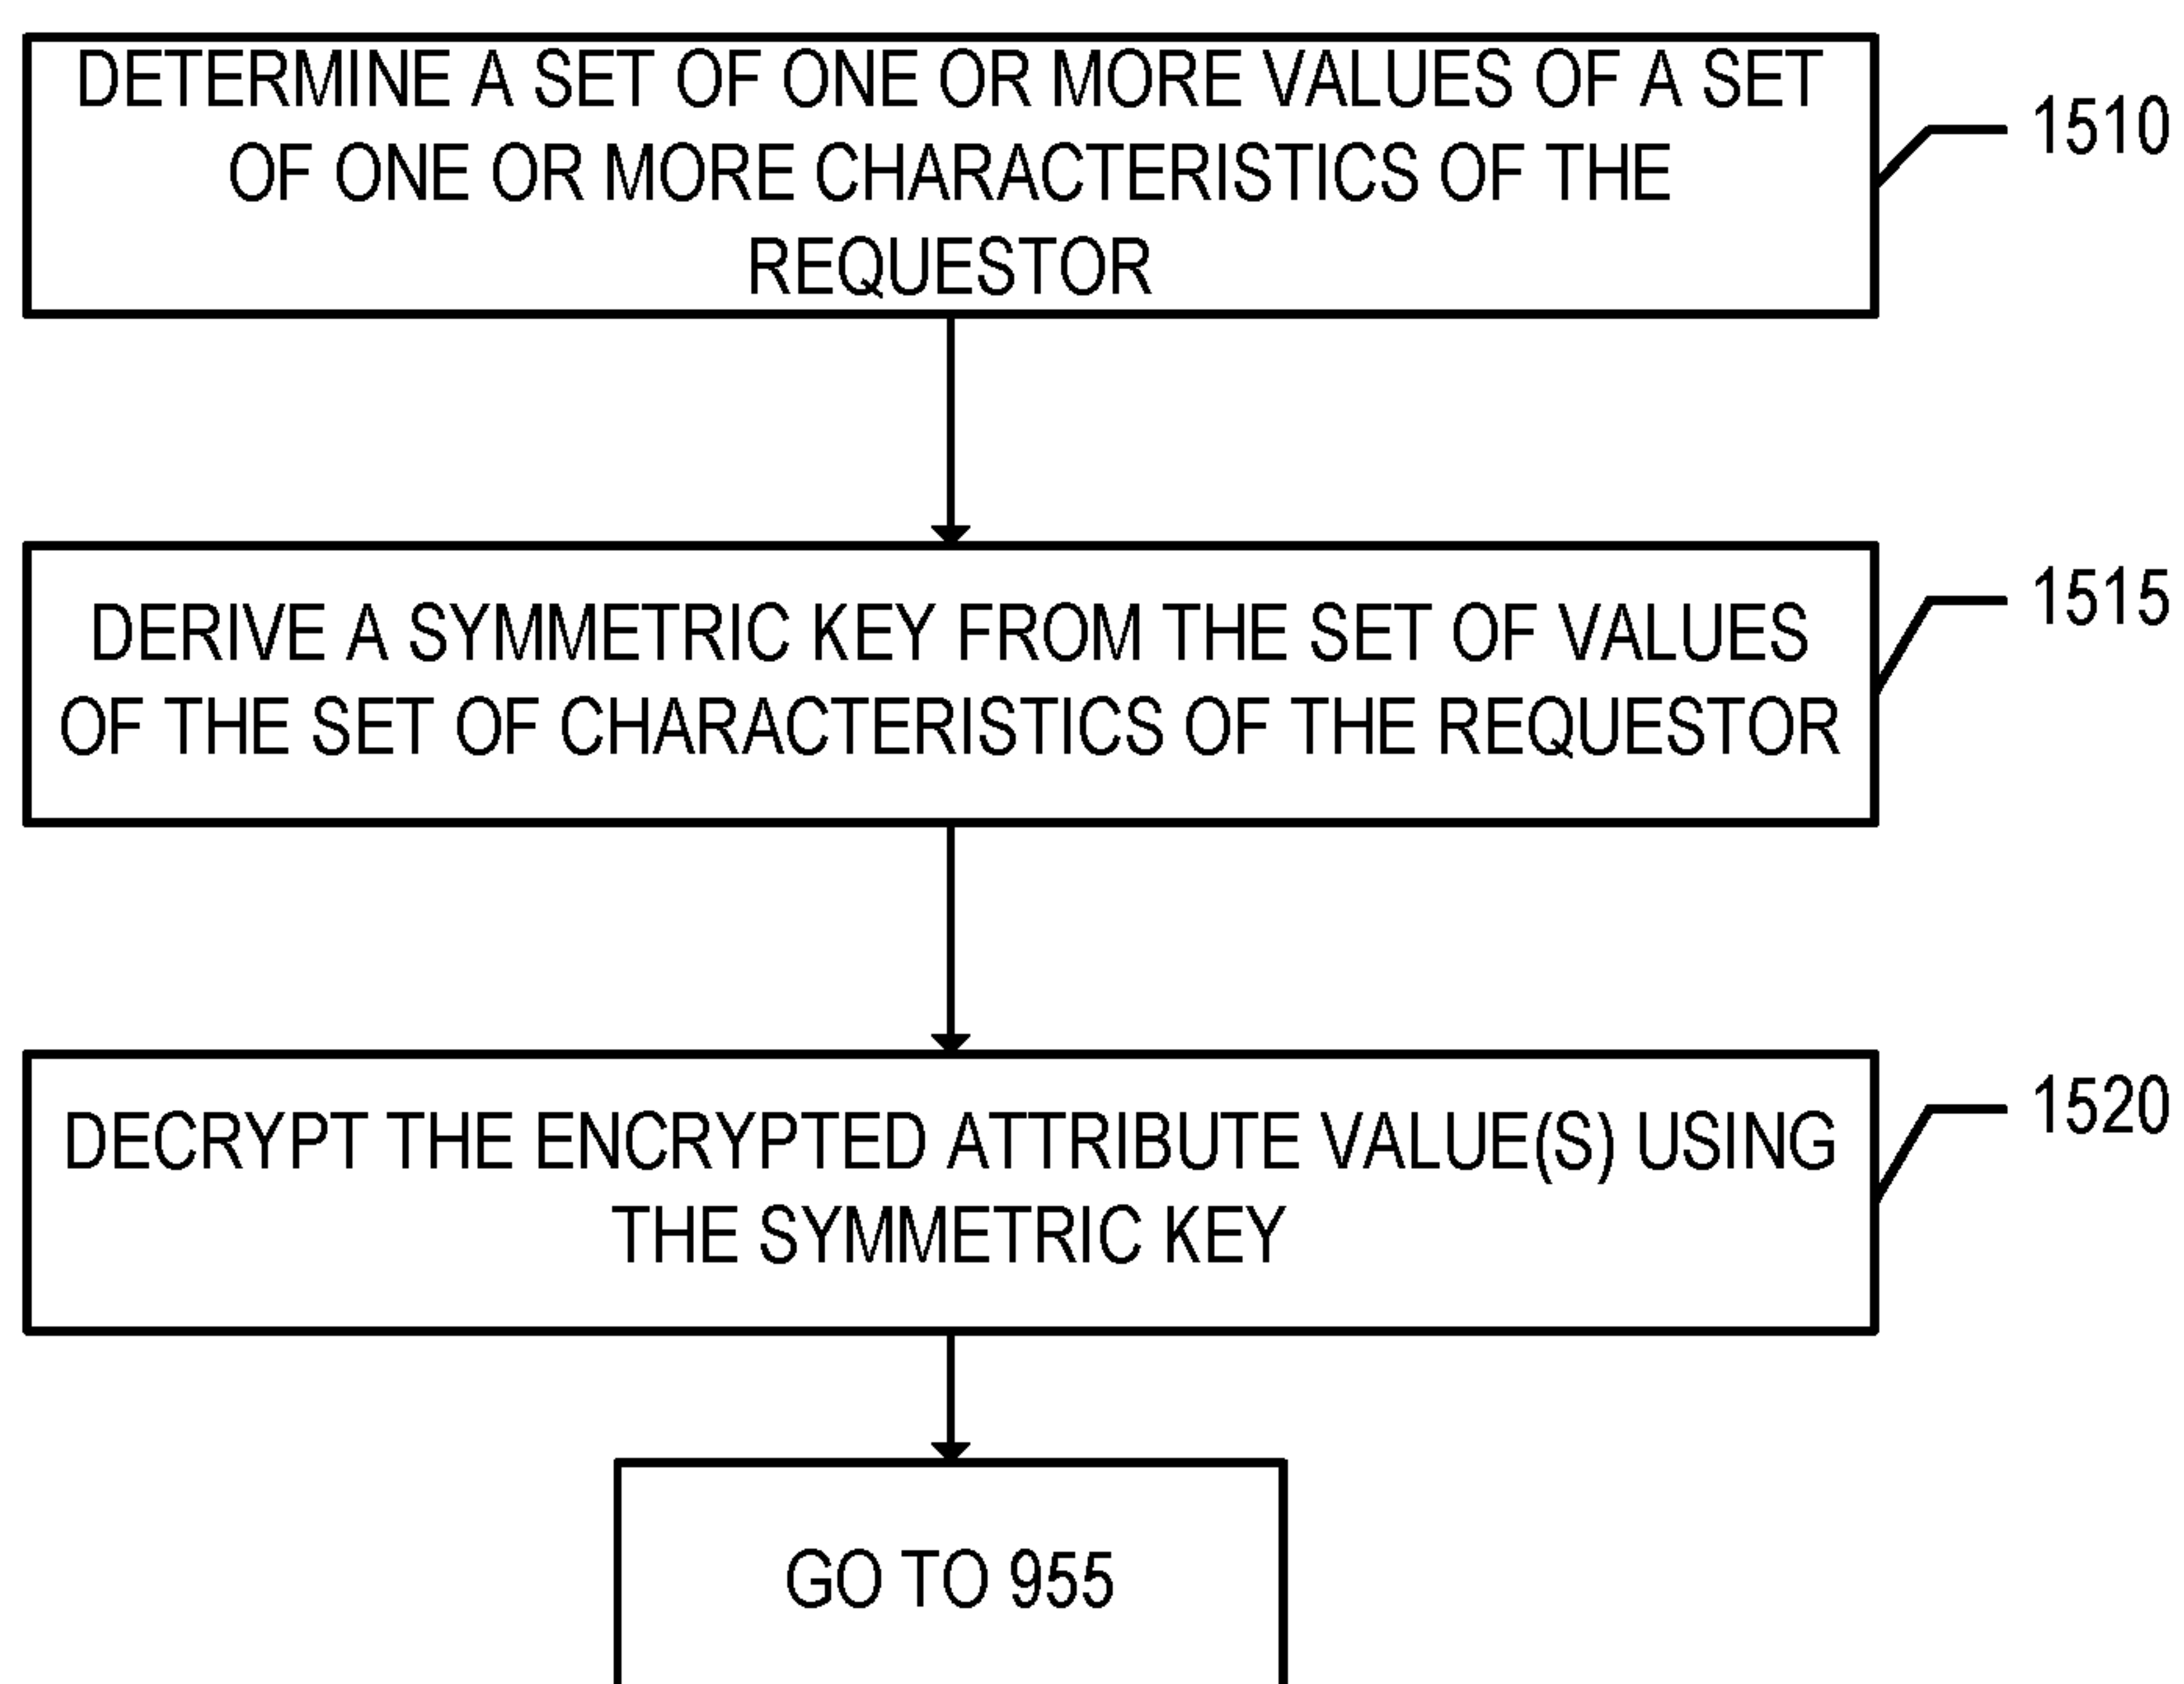 DETERMINE A SET OF ONE OR MORE VALUES OF A SET
OF ONE OR MORE CHARACTERISTICS OF THE
REQUESTOR
1510
DERIVE A SYMMETRIC KEY FROM THE SET OF VALUES
OF THE SET OF CHARACTERISTICS OF THE REQUESTOR
1515
DECRYPT THE ENCRYPTED ATTRIBUTE VALUE(S) USING
THE SYMMETRIC KEY
1520
GO TO 955